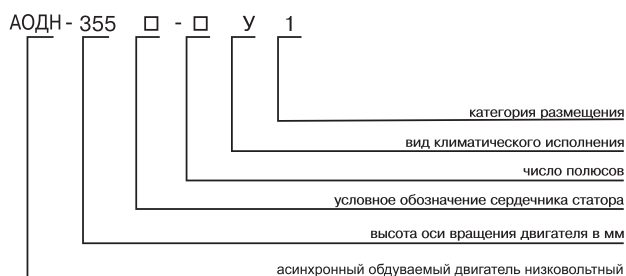 АОДН-355 □ - □ У 1
категория размещения
вид климатического исполнения
число полюсов
условное обозначение сердечника статора
высота оси вращения двигателя в мм
асинхронный обдуваемый двигатель низковольтный